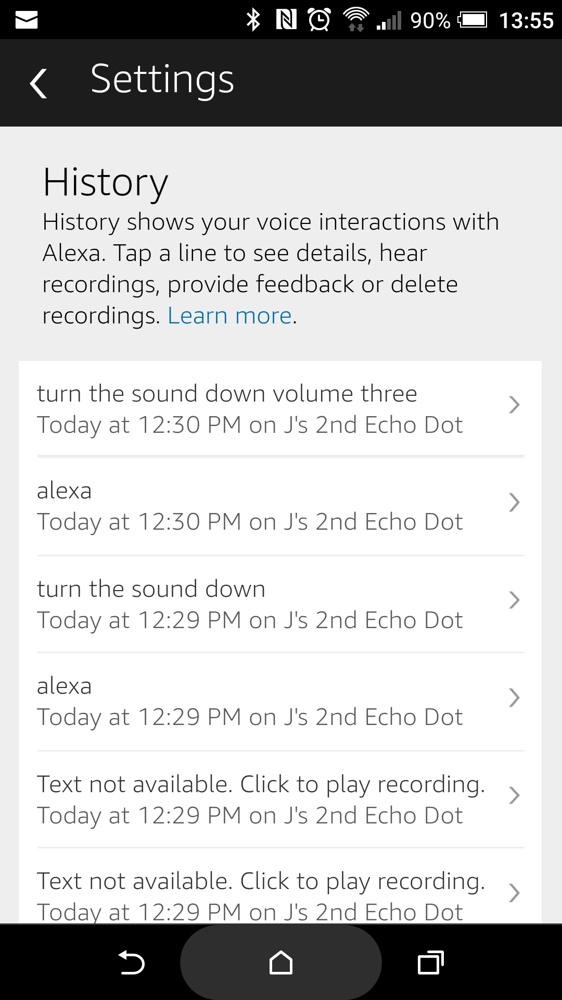 90% 13:55
Settings
History
History shows your voice interactions with
Alexa. Tap a line to see details, hear
recordings, provide feedback or delete
recordings. Learn more.
turn the sound down volume three
Today at 12:30 PM on J's 2nd Echo Dot
alexa
Today at 12:30 PM on J's 2nd Echo Dot
turn the sound down
Today at 12:29 PM on J's 2nd Echo Dot
alexa
Today at 12:29 PM on J's 2nd Echo Dot
Text not available. Click to play recording.
Today at 12:29 PM on J's 2nd Echo Dot
Text not available. Click to play recording.
Today at 12:29 PM on J's 2nd Echo Dot